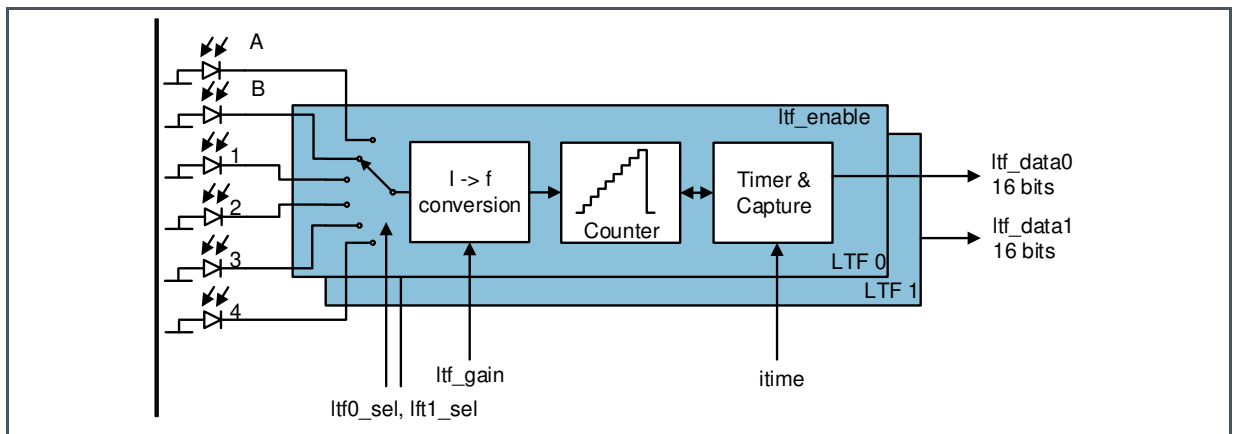 A
B
1
2
3
4
ltf_enable
I -> f
conversion
Counter
Timer &
Capture
LTF 0
LTF 1
ltf_data0
16 bits
ltf_data1
16 bits
ltf_gain
itime
ltf0_sel, lft1_sel